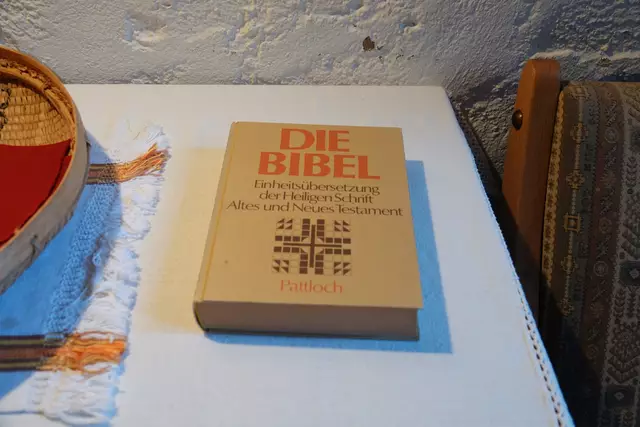 DIE
BIBEL
Einheitsübersetzung
der Heiligen Schrift
Altes und Neues Testament
Pattloch